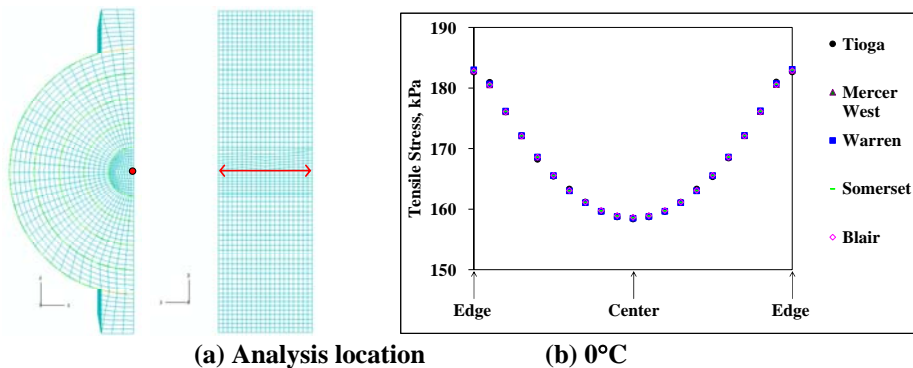 190
180
170
160
150
Tensile Stress, kPa
Edge
Center
Edge
Tioga
Mercer
West
Warren
Somerset
Blair
(a) Analysis location
(b) 0°C